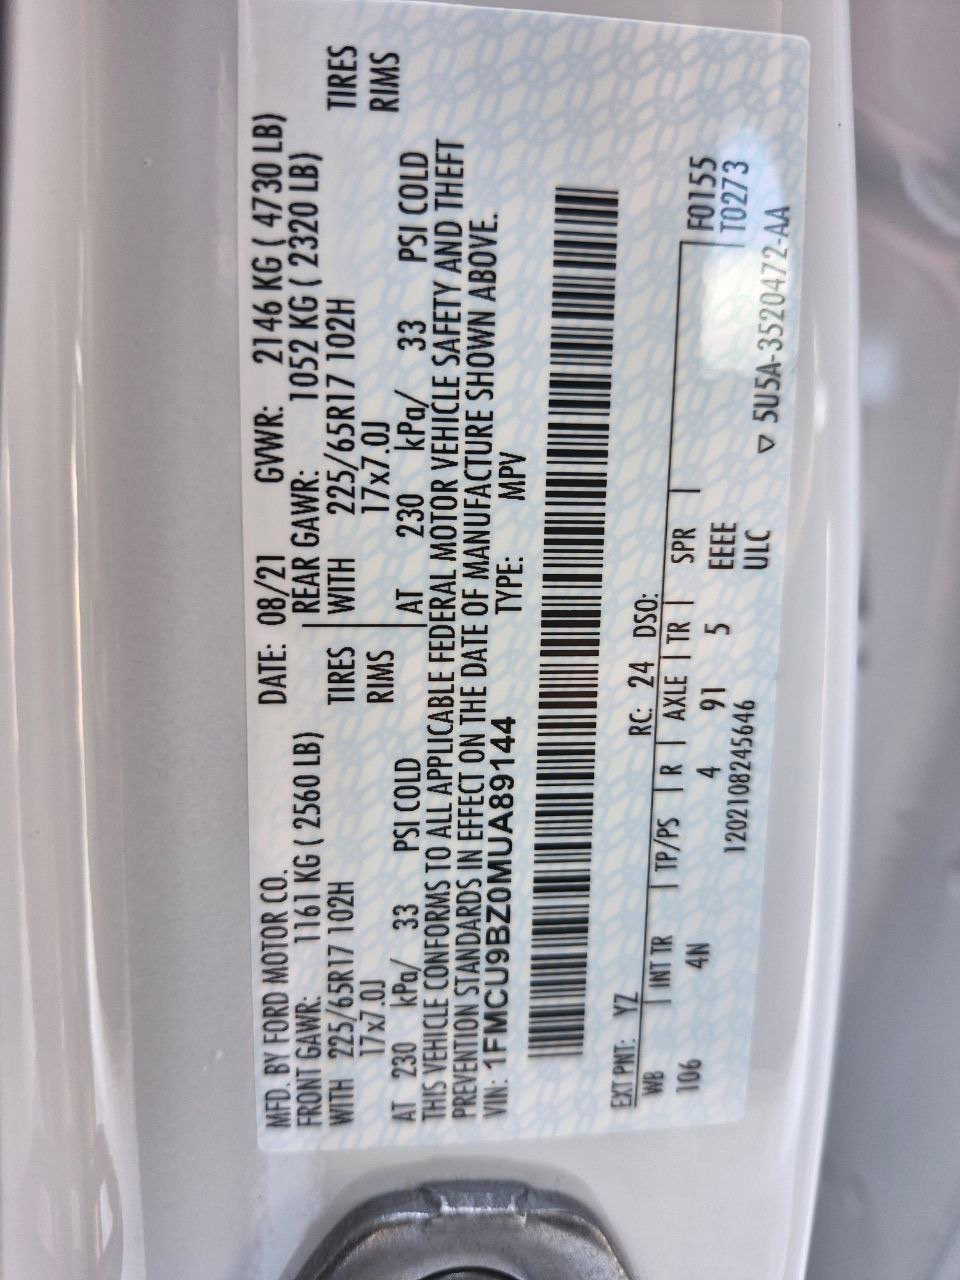 MFD. BY FORD MOTOR CO. DATE: 08/21 GVWR: 2146 KG ( 4730 LB)
FRONT GAWR: 1161 KG ( 2560 LB) REAR GAWR: 1052 KG ( 2320 LB)
WITH 225/65R17 102H TIRES WITH 225/65R17 102H TIRES
17x7.0J RIMS 17x7.0J RIMS
AT 230 kPa/ 33 PSI COLD AT 230 kPa/ 33 PSI COLD
THIS VEHICLE CONFORMS TO ALL APPLICABLE FEDERAL MOTOR VEHICLE SAFETY AND THEFT
PREVENTION STANDARDS IN EFFECT ON THE DATE OF MANUFACTURE SHOWN ABOVE.
VIN: 1FMCU9BZ0MUA89144 TYPE: MPV
EXT PNT: YZ RC: 24 DSO:
WB INT TR TP/PS R AXLE TR SPR
106 4N 4 91 5 EEEE F0155
1202108245646 ULC T0273
▽ 5U5A-3520472-AA